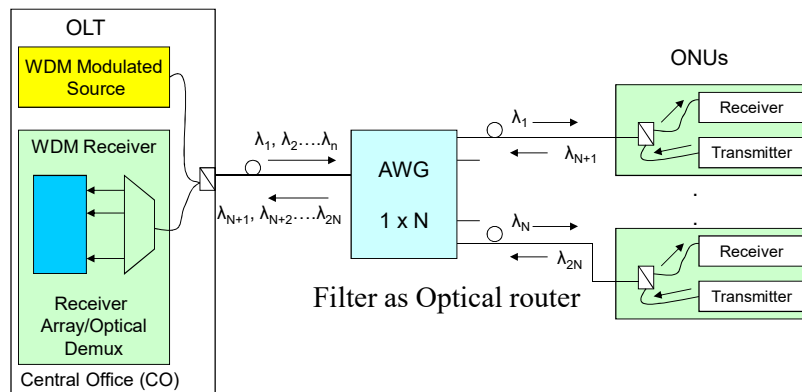 OLT
WDM Modulated
Source
WDM Receiver
Receiver
Array/Optical
Demux
Central Office (CO)
λ1, λ2….λn
λN+1, λN+2….λ2N
AWG
1 x N
Filter as Optical router
λ1
λN+1
λN
λ2N
ONUs
Receiver
Transmitter
.
.
Receiver
Transmitter